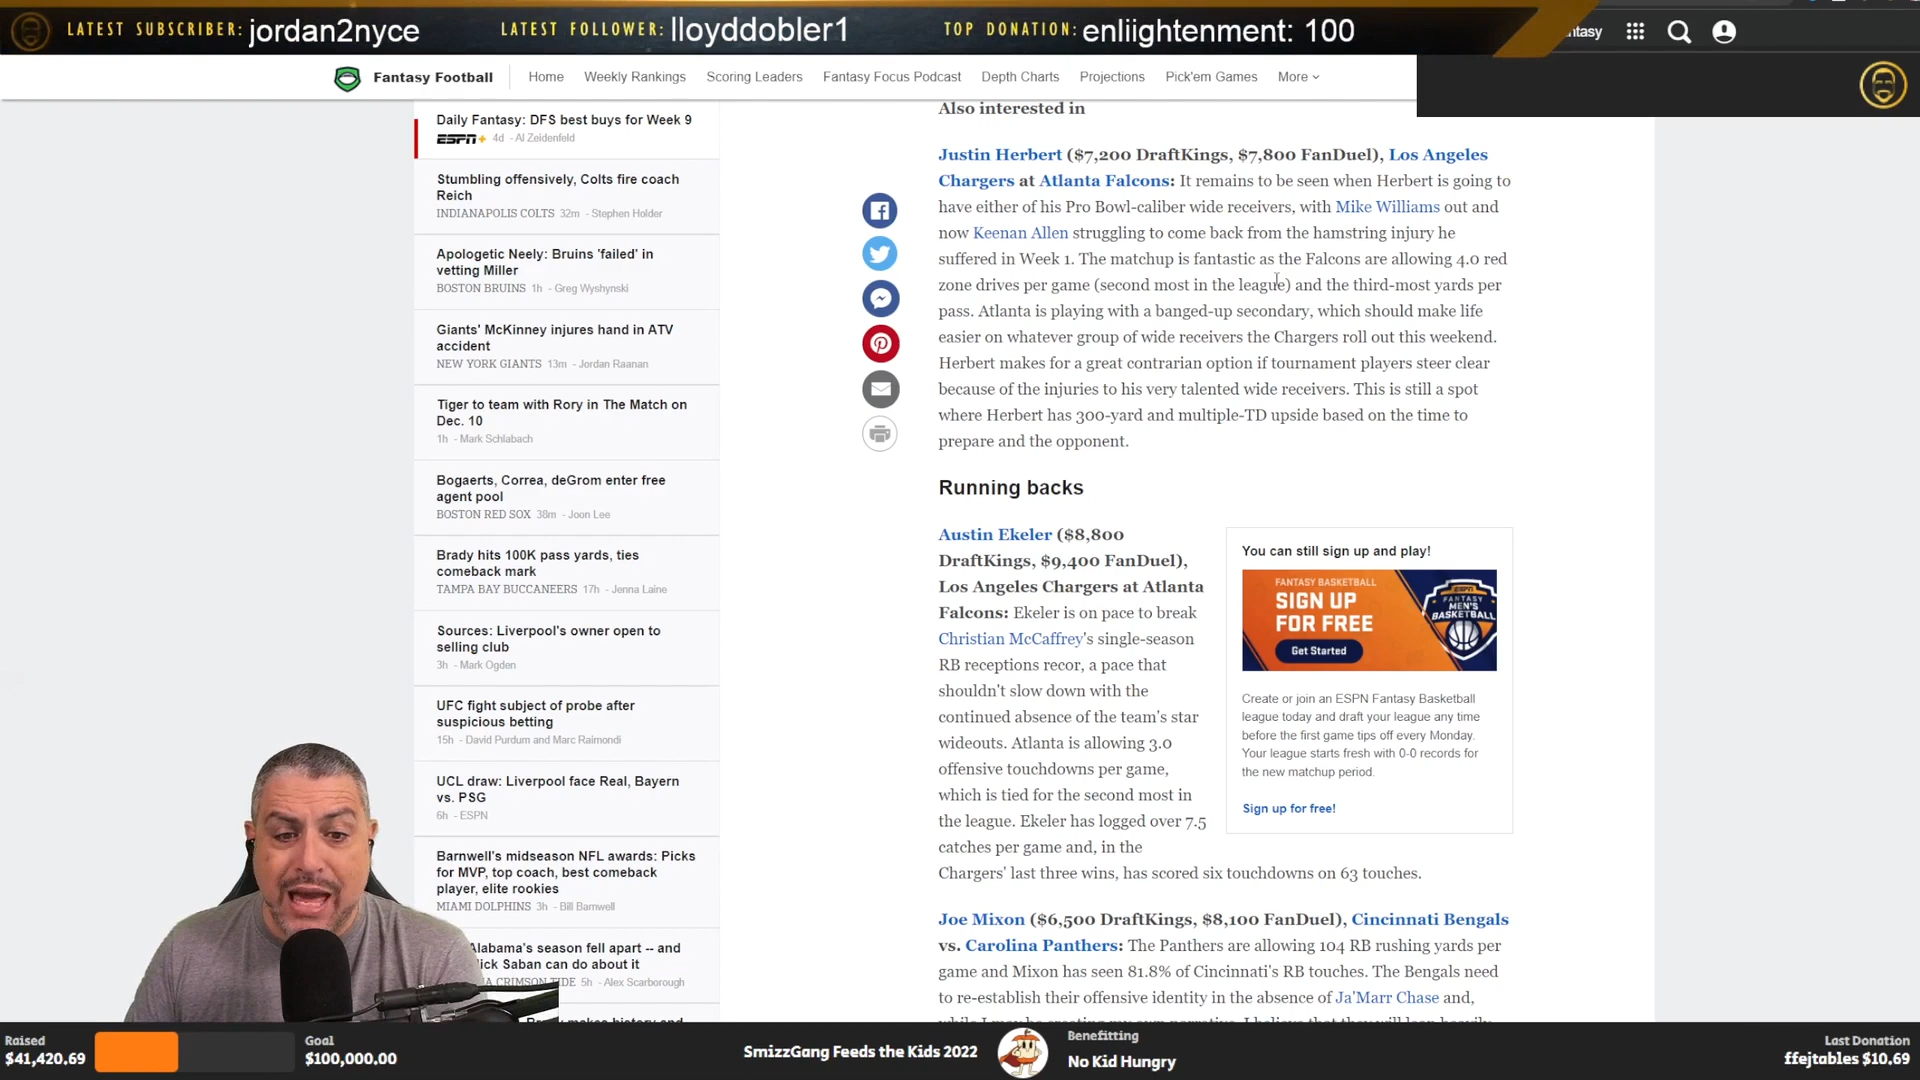 LATEST SUBSCRIBER: jordan2nyce
LATEST FOLLOWER: lloyddobler1
TOP DONATION: enliightenment: 100
Fantasy Football
Home
Weekly Rankings
Scoring Leaders
Fantasy Focus Podcast
Depth Charts
Projections
Pick'em Games
More
Daily Fantasy: DFS best buys for Week 9
ESPN+ 4d - Al Zeidenfeld
Stumbling offensively, Colts fire coach
Reich
INDIANAPOLIS COLTS 32m - Stephen Holder
Apologetic Neely: Bruins 'failed' in
vetting Miller
BOSTON BRUINS 1h - Greg Wyshynski
Giants' McKinney injures hand in ATV
accident
NEW YORK GIANTS 13m - Jordan Raanan
Tiger to team with Rory in The Match on
Dec. 10
1h - Mark Schlabach
Bogaerts, Correa, deGrom enter free
agent pool
BOSTON RED SOX 38m - Joon Lee
Brady hits 100K pass yards, ties
comeback mark
TAMPA BAY BUCCANEERS 17h - Jenna Laine
Sources: Liverpool's owner open to
selling club
3h - Mark Ogden
UFC fight subject of probe after
suspicious betting
15h - David Purdum and Marc Raimondi
UCL draw: Liverpool face Real, Bayern
vs. PSG
6h - ESPN
Barnwell's midseason NFL awards: Picks
for MVP, top coach, best comeback
player, elite rookies
MIAMI DOLPHINS 3h - Bill Barnwell
Alabama's season fell apart -- and
ick Saban can do about it
CRIMSON TIDE 5h - Alex Scarborough
Also interested in
Justin Herbert ($7,200 DraftKings, $7,800 FanDuel), Los Angeles
Chargers at Atlanta Falcons: It remains to be seen when Herbert is going to
have either of his Pro Bowl-caliber wide receivers, with Mike Williams out and
now Keenan Allen struggling to come back from the hamstring injury he
suffered in Week 1. The matchup is fantastic as the Falcons are allowing 4.0 red
zone drives per game (second most in the league) and the third-most yards per
pass. Atlanta is playing with a banged-up secondary, which should make life
easier on whatever group of wide receivers the Chargers roll out this weekend.
Herbert makes for a great contrarian option if tournament players steer clear
because of the injuries to his very talented wide receivers. This is still a spot
where Herbert has 300-yard and multiple-TD upside based on the time to
prepare and the opponent.
Running backs
Austin Ekeler ($8,800
DraftKings, $9,400 FanDuel),
Los Angeles Chargers at Atlanta
Falcons: Ekeler is on pace to break
Christian McCaffrey's single-season
RB receptions recor, a pace that
shouldn't slow down with the
continued absence of the team's star
wideouts. Atlanta is allowing 3.0
offensive touchdowns per game,
which is tied for the second most in
the league. Ekeler has logged over 7.5
catches per game and, in the
Chargers' last three wins, has scored six touchdowns on 63 touches.
You can still sign up and play!
FANTASY BASKETBALL
SIGN UP
FOR FREE
Get Started
ESPN
FANTASY
MEN'S
BASKETBALL
Create or join an ESPN Fantasy Basketball
league today and draft your league any time
before the first game tips off every Monday.
Your league starts fresh with 0-0 records for
the new matchup period.
Sign up for free!
Joe Mixon ($6,500 DraftKings, $8,100 FanDuel), Cincinnati Bengals
vs. Carolina Panthers: The Panthers are allowing 104 RB rushing yards per
game and Mixon has seen 81.8% of Cincinnati's RB touches. The Bengals need
to re-establish their offensive identity in the absence of Ja'Marr Chase and,
Raised
$41,420.69
Goal
$100,000.00
SmizzGang Feeds the Kids 2022
Benefitting
No Kid Hungry
Last Donation
ffejtables $10.69